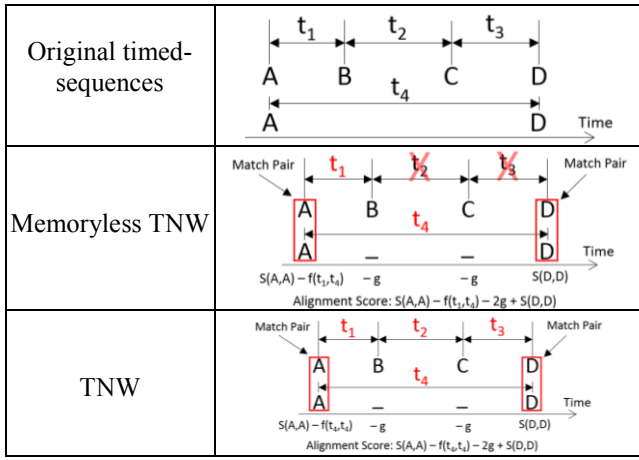 Original timed-
sequences
t₁ t₂ t₃
A B C D
t₄
A D Time
Memoryless TNW
Match Pair t₁ t₂ t₃ Match Pair
A B C D
t₄
A – – D Time
S(A,A) – f(t₁,t₄) – g – g S(D,D)
Alignment Score: S(A,A) – f(t₁,t₄) – 2g + S(D,D)
TNW
Match Pair t₁ t₂ t₃ Match Pair
A B C D
t₄
A – – D Time
S(A,A) – f(t₄,t₄) – g – g S(D,D)
Alignment Score: S(A,A) – f(t₄,t₄) – 2g + S(D,D)